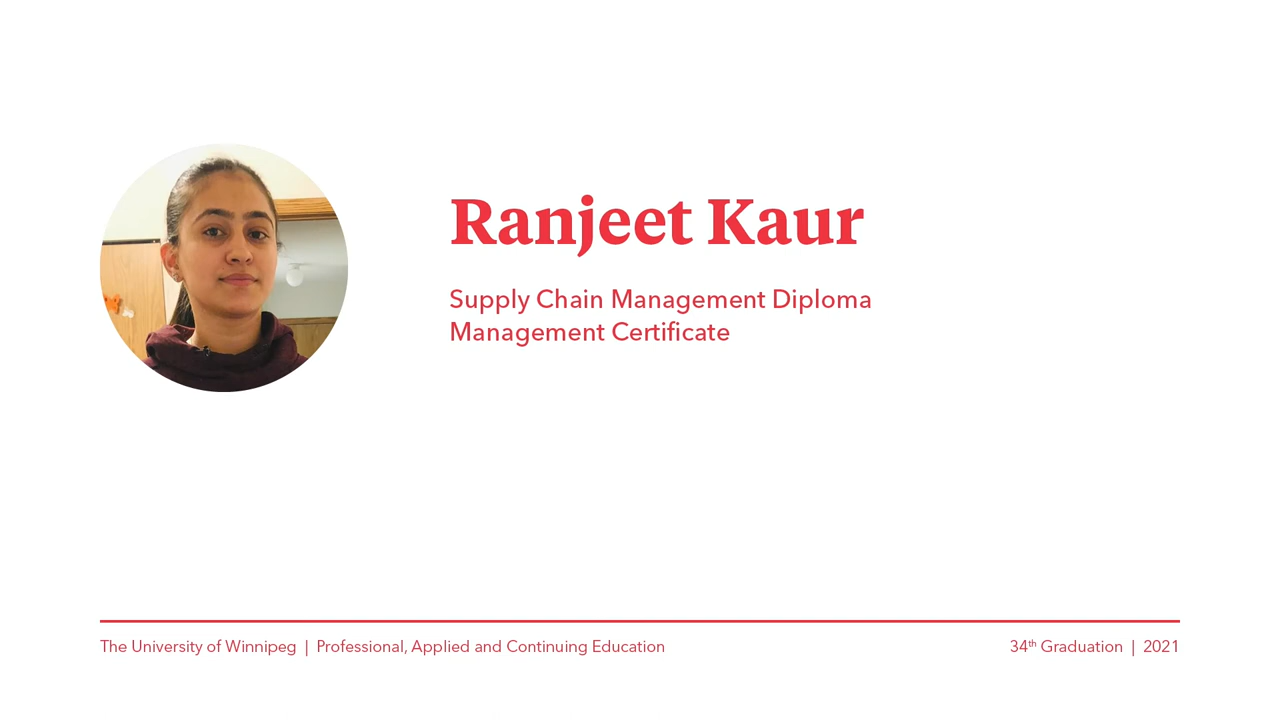 Ranjeet Kaur
Supply Chain Management Diploma
Management Certificate
The University of Winnipeg | Professional, Applied and Continuing Education
34th Graduation | 2021